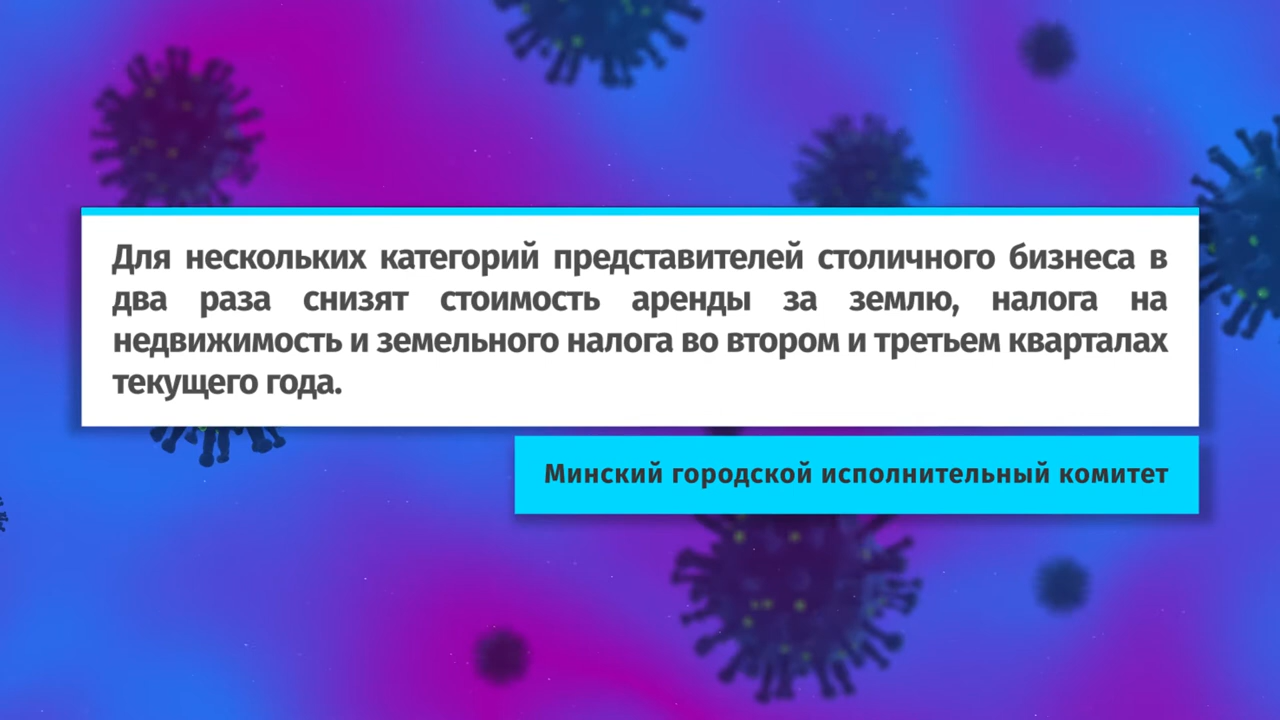 Для нескольких категорий представителей столичного бизнеса в
два раза снизят стоимость аренды за землю, налога на
недвижимость и земельного налога во втором и третьем кварталах
текущего года.
Минский городской исполнительный комитет